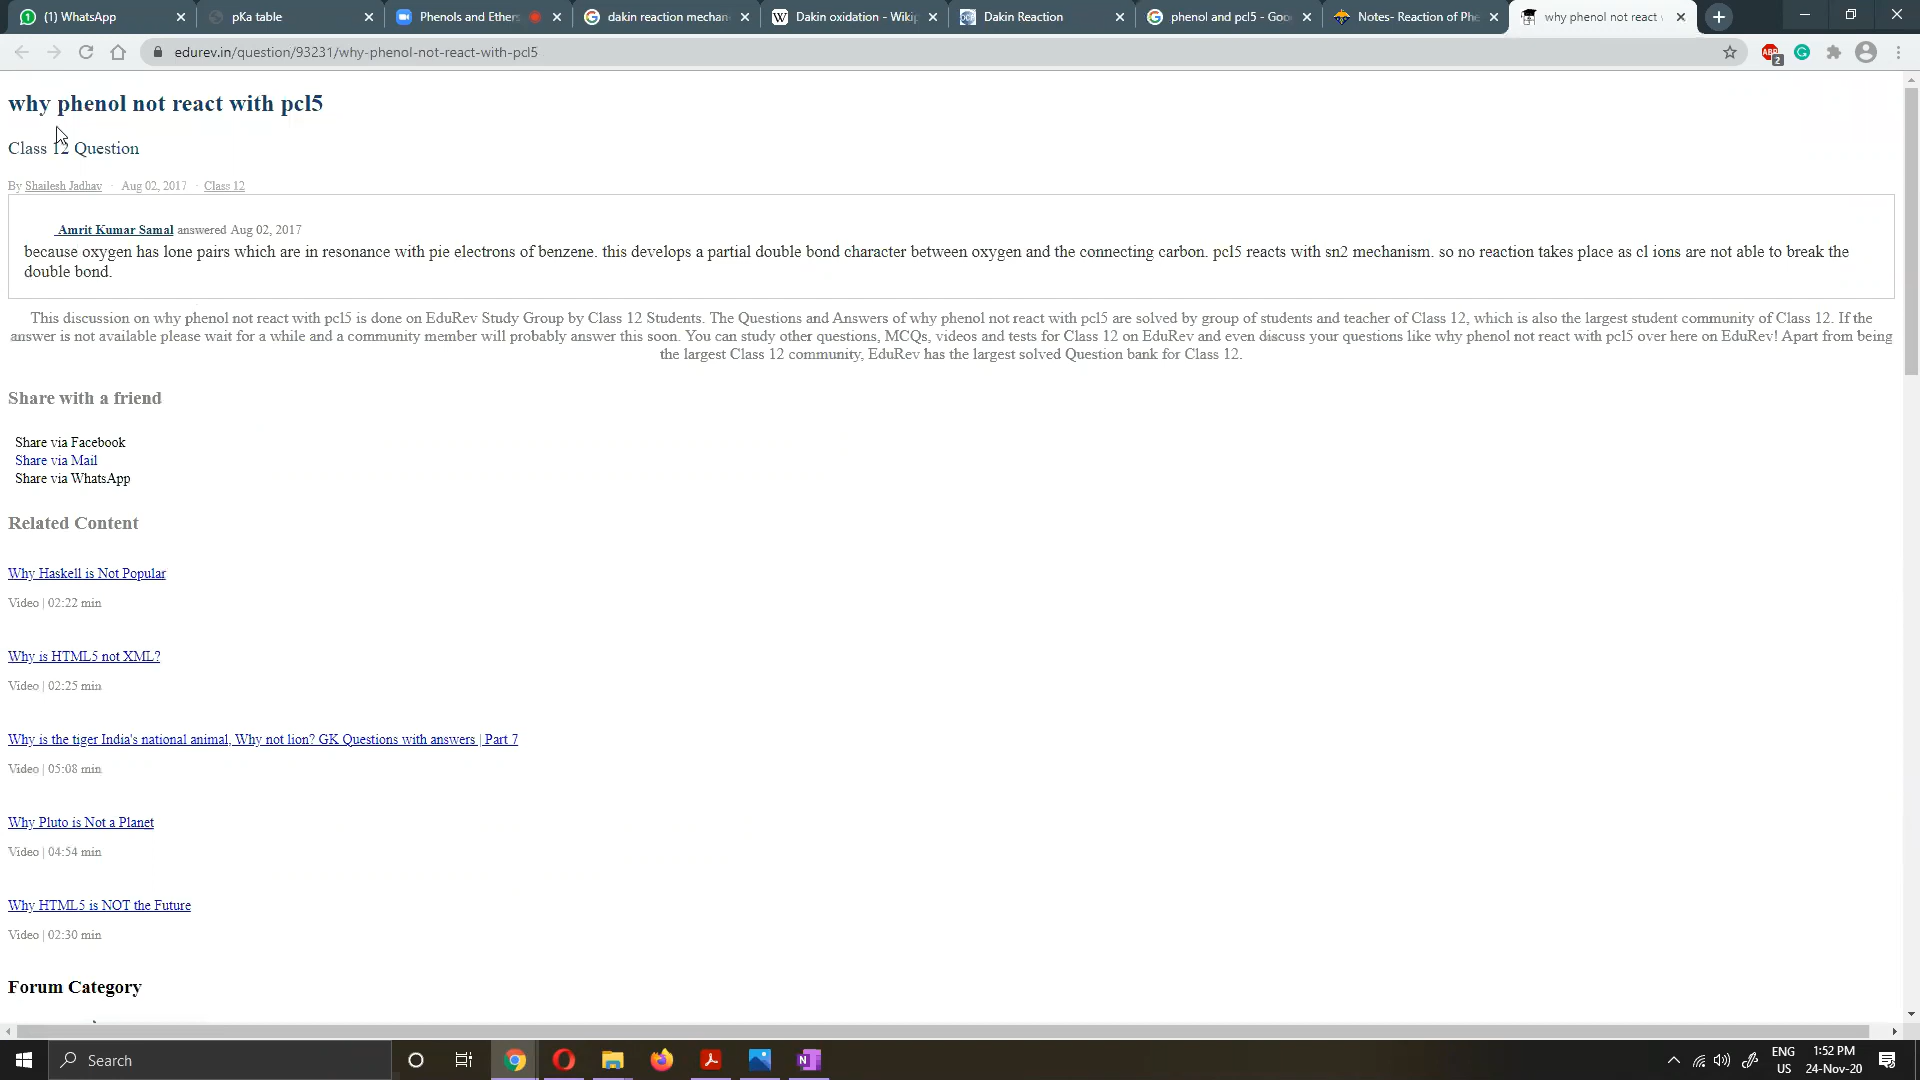 (1) WhatsApp
pKa table
Phenols and Ethers
dakin reaction mechan
Dakin oxidation - Wikip
Dakin Reaction
phenol and pcl5 - Goo
Notes- Reaction of Phe
why phenol not react
edurev.in/question/93231/why-phenol-not-react-with-pcl5
ABP
2
why phenol not react with pcl5
Class 12 Question
By Shailesh Jadhav · Aug 02, 2017 · Class 12
Amrit Kumar Samal answered Aug 02, 2017
because oxygen has lone pairs which are in resonance with pie electrons of benzene. this develops a partial double bond character between oxygen and the connecting carbon. pcl5 reacts with sn2 mechanism. so no reaction takes place as cl ions are not able to break the
double bond.
This discussion on why phenol not react with pcl5 is done on EduRev Study Group by Class 12 Students. The Questions and Answers of why phenol not react with pcl5 are solved by group of students and teacher of Class 12, which is also the largest student community of Class 12. If the
answer is not available please wait for a while and a community member will probably answer this soon. You can study other questions, MCQs, videos and tests for Class 12 on EduRev and even discuss your questions like why phenol not react with pcl5 over here on EduRev! Apart from being
the largest Class 12 community, EduRev has the largest solved Question bank for Class 12.
Share with a friend
Share via Facebook
Share via Mail
Share via WhatsApp
Related Content
Why Haskell is Not Popular
Video | 02:22 min
Why is HTML5 not XML?
Video | 02:25 min
Why is the tiger India's national animal, Why not lion? GK Questions with answers | Part 7
Video | 05:08 min
Why Pluto is Not a Planet
Video | 04:54 min
Why HTML5 is NOT the Future
Video | 02:30 min
Forum Category
Search
ENG
US
1:52 PM
24-Nov-20